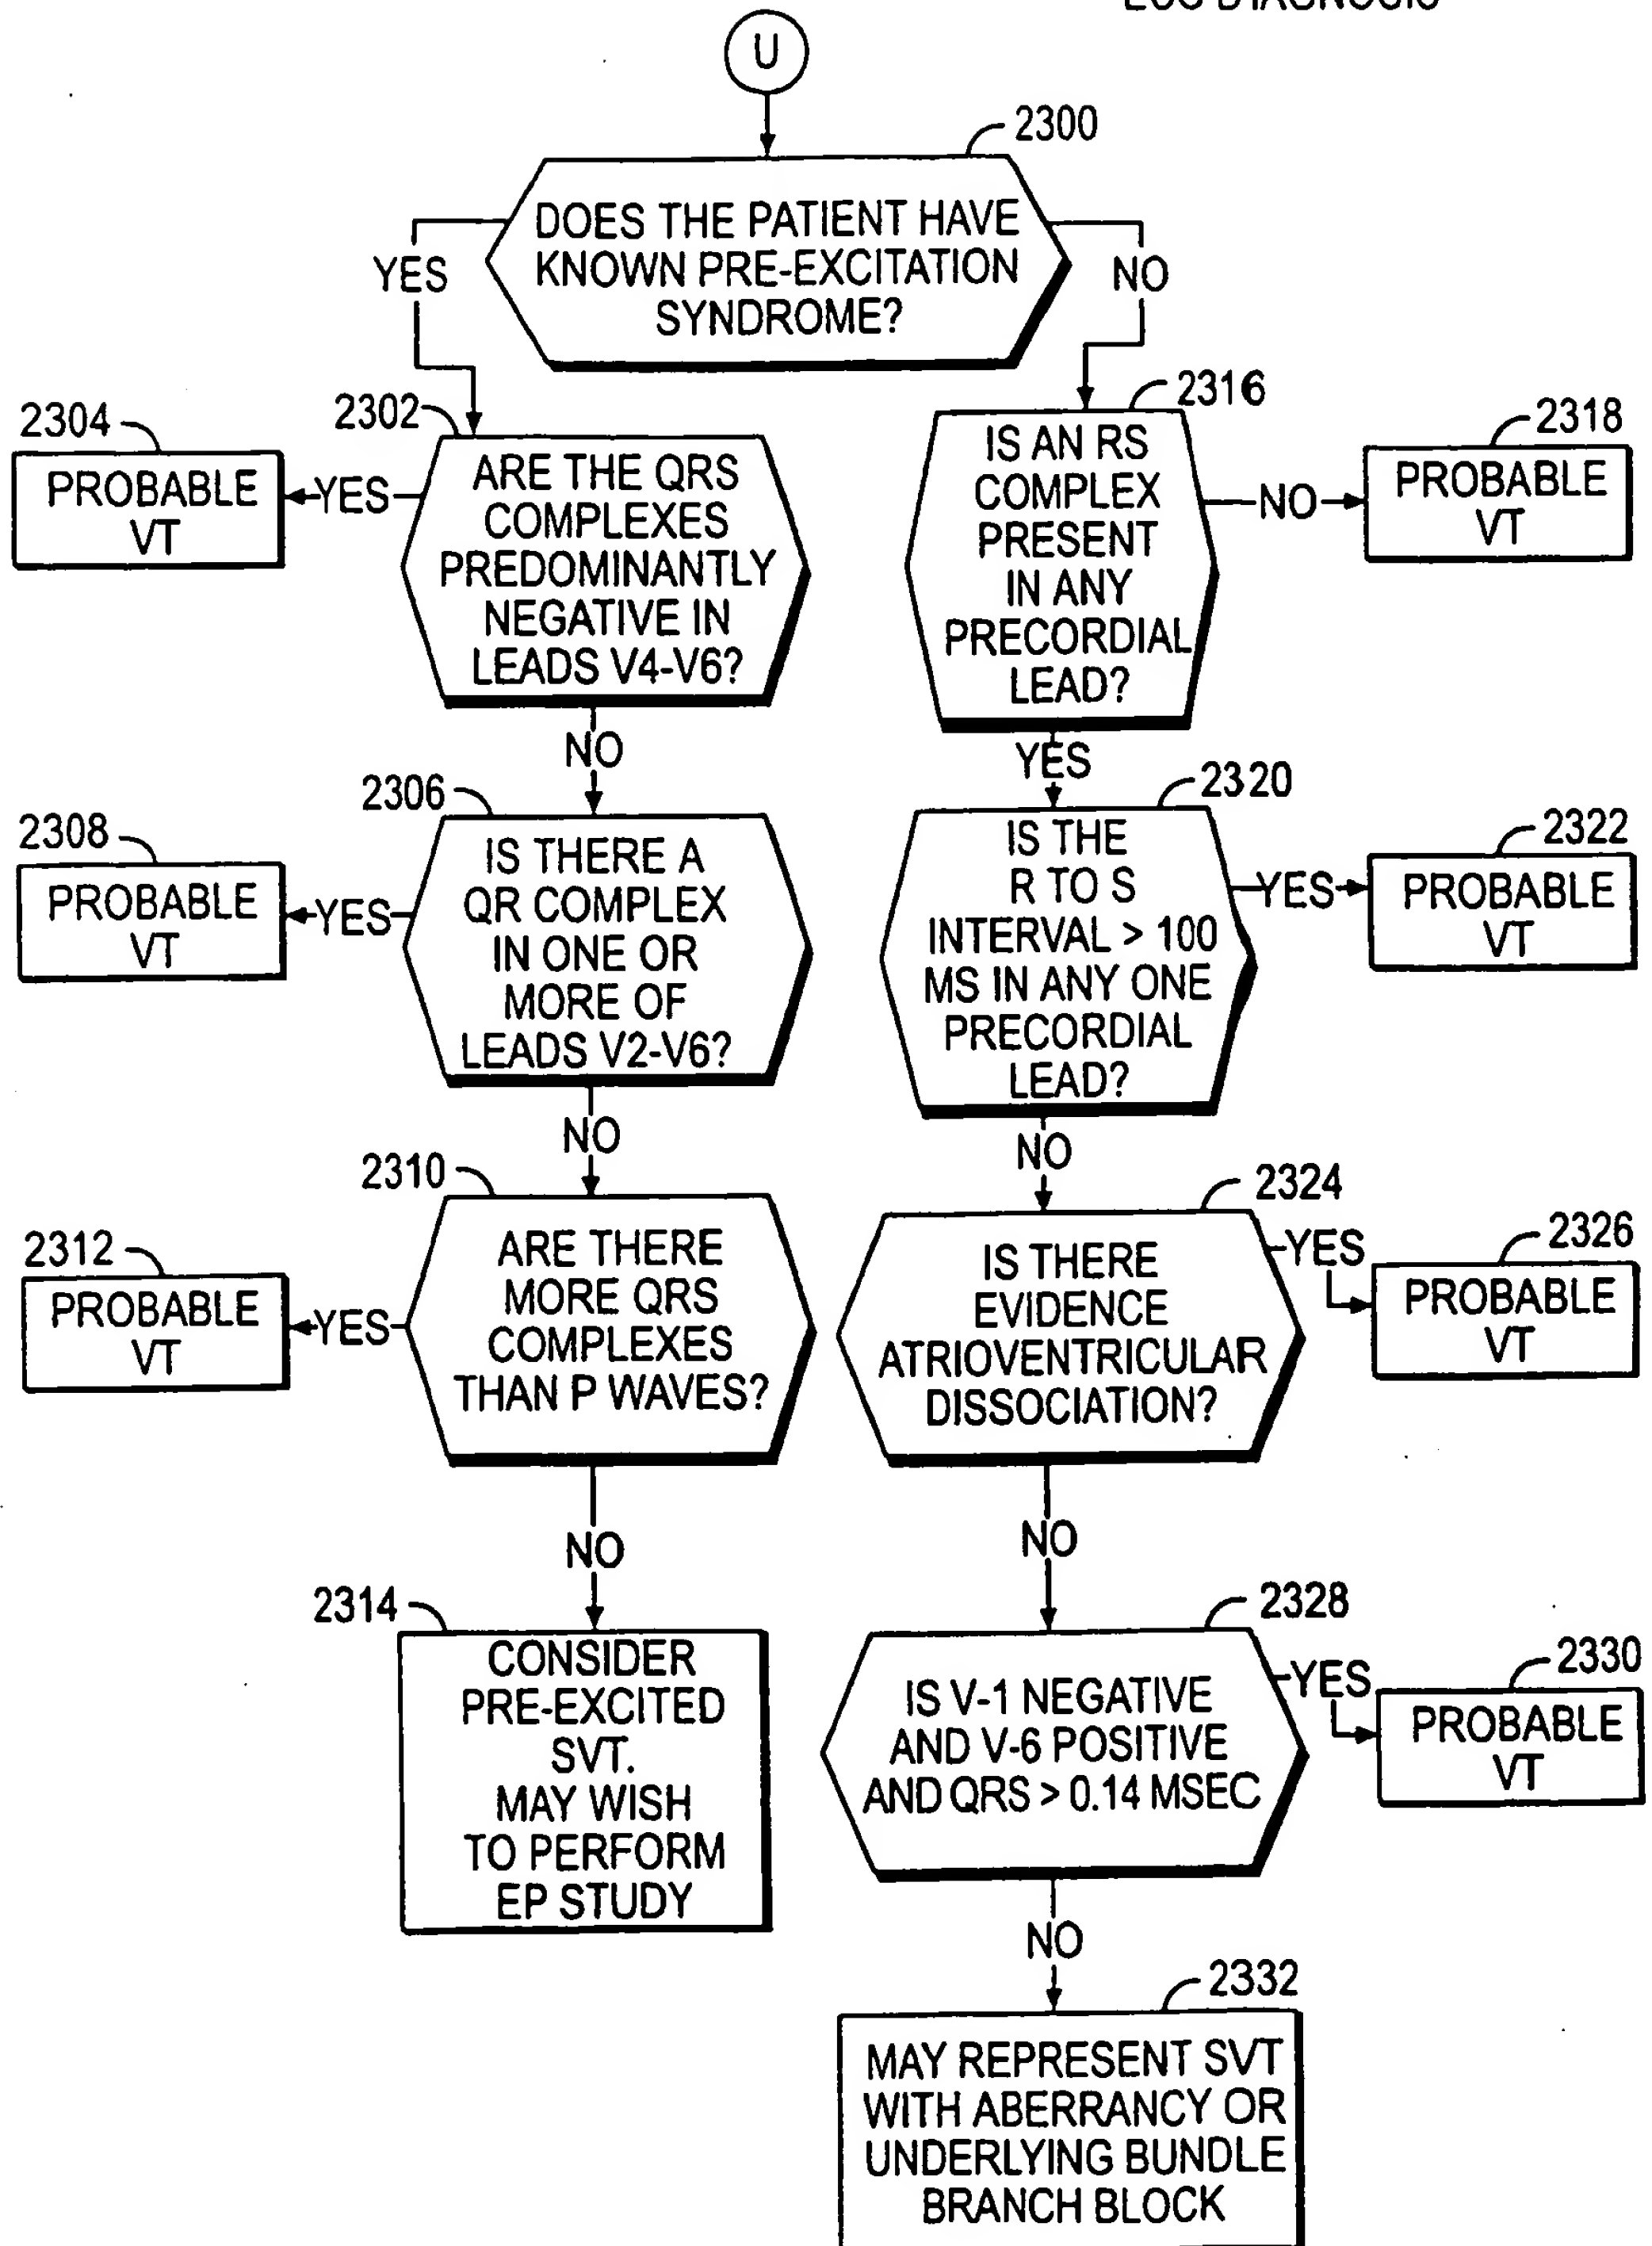 U
2300
DOES THE PATIENT HAVE
KNOWN PRE-EXCITATION
SYNDROME?
YES
NO
2302
ARE THE QRS
COMPLEXES
PREDOMINANTLY
NEGATIVE IN
LEADS V4-V6?
YES
2304
PROBABLE
VT
NO
2306
IS THERE A
QR COMPLEX
IN ONE OR
MORE OF
LEADS V2-V6?
YES
2308
PROBABLE
VT
NO
2310
ARE THERE
MORE QRS
COMPLEXES
THAN P WAVES?
YES
2312
PROBABLE
VT
NO
2314
CONSIDER
PRE-EXCITED
SVT.
MAY WISH
TO PERFORM
EP STUDY
2316
IS AN RS
COMPLEX
PRESENT
IN ANY
PRECORDIAL
LEAD?
NO
2318
PROBABLE
VT
YES
2320
IS THE
R TO S
INTERVAL > 100
MS IN ANY ONE
PRECORDIAL
LEAD?
YES
2322
PROBABLE
VT
NO
2324
IS THERE
EVIDENCE
ATRIOVENTRICULAR
DISSOCIATION?
YES
2326
PROBABLE
VT
NO
2328
IS V-1 NEGATIVE
AND V-6 POSITIVE
AND QRS > 0.14 MSEC
YES
2330
PROBABLE
VT
NO
2332
MAY REPRESENT SVT
WITH ABERRANCY OR
UNDERLYING BUNDLE
BRANCH BLOCK